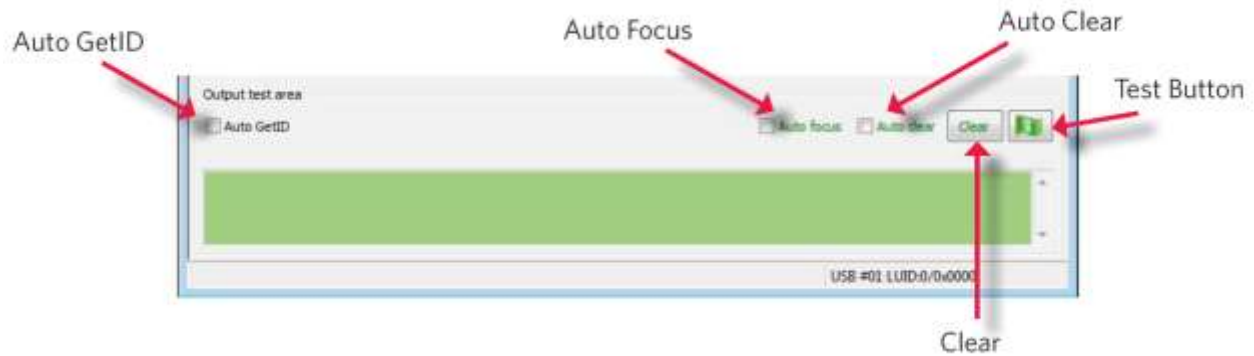 Auto GetID
Auto Focus
Auto Clear
Test Button
Output test area
Auto GetID
Auto focus
Auto clear
Clear
USB #01 LUID:0/0x0000
Clear